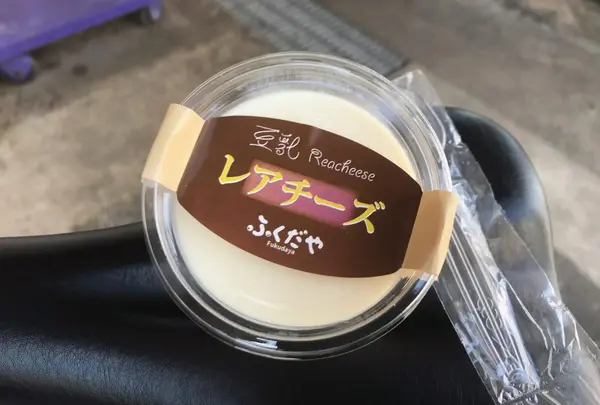 豆乳 Reacheese
レアチーズ
ふくだや
Fukudaya